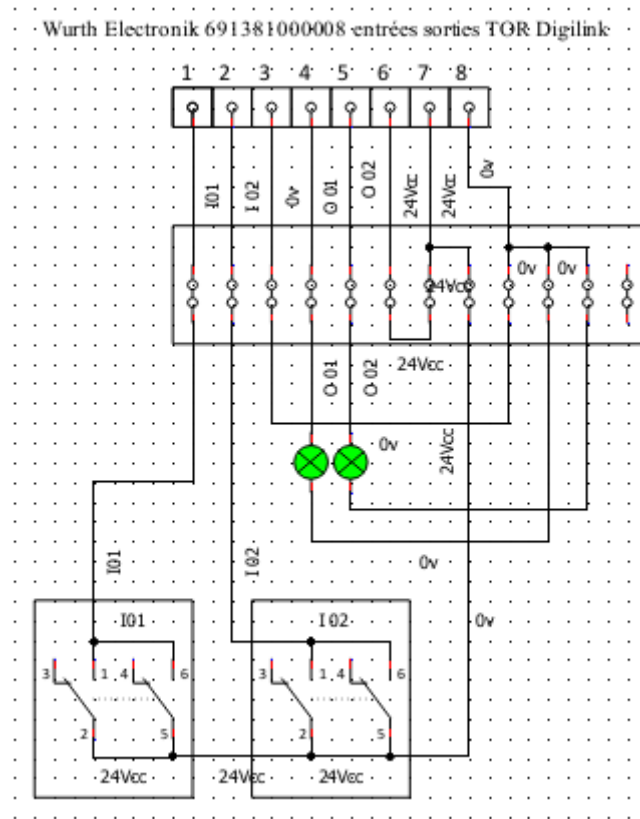 Wurth Electronik 691381000008 entrées sorties TOR Digilink
1 2 3 4 5 6 7 8
I01 I 02 0v O 01 O 02 24Vcc 24Vcc 0v
24Vcc 0v 0v
24Vcc
O 01 O 02
0v 24Vcc
I01 I02 0v
I01 I 02 0v
3 1 4 6 3 1 4 6
2 5 2 5
24Vcc 24Vcc 24Vcc